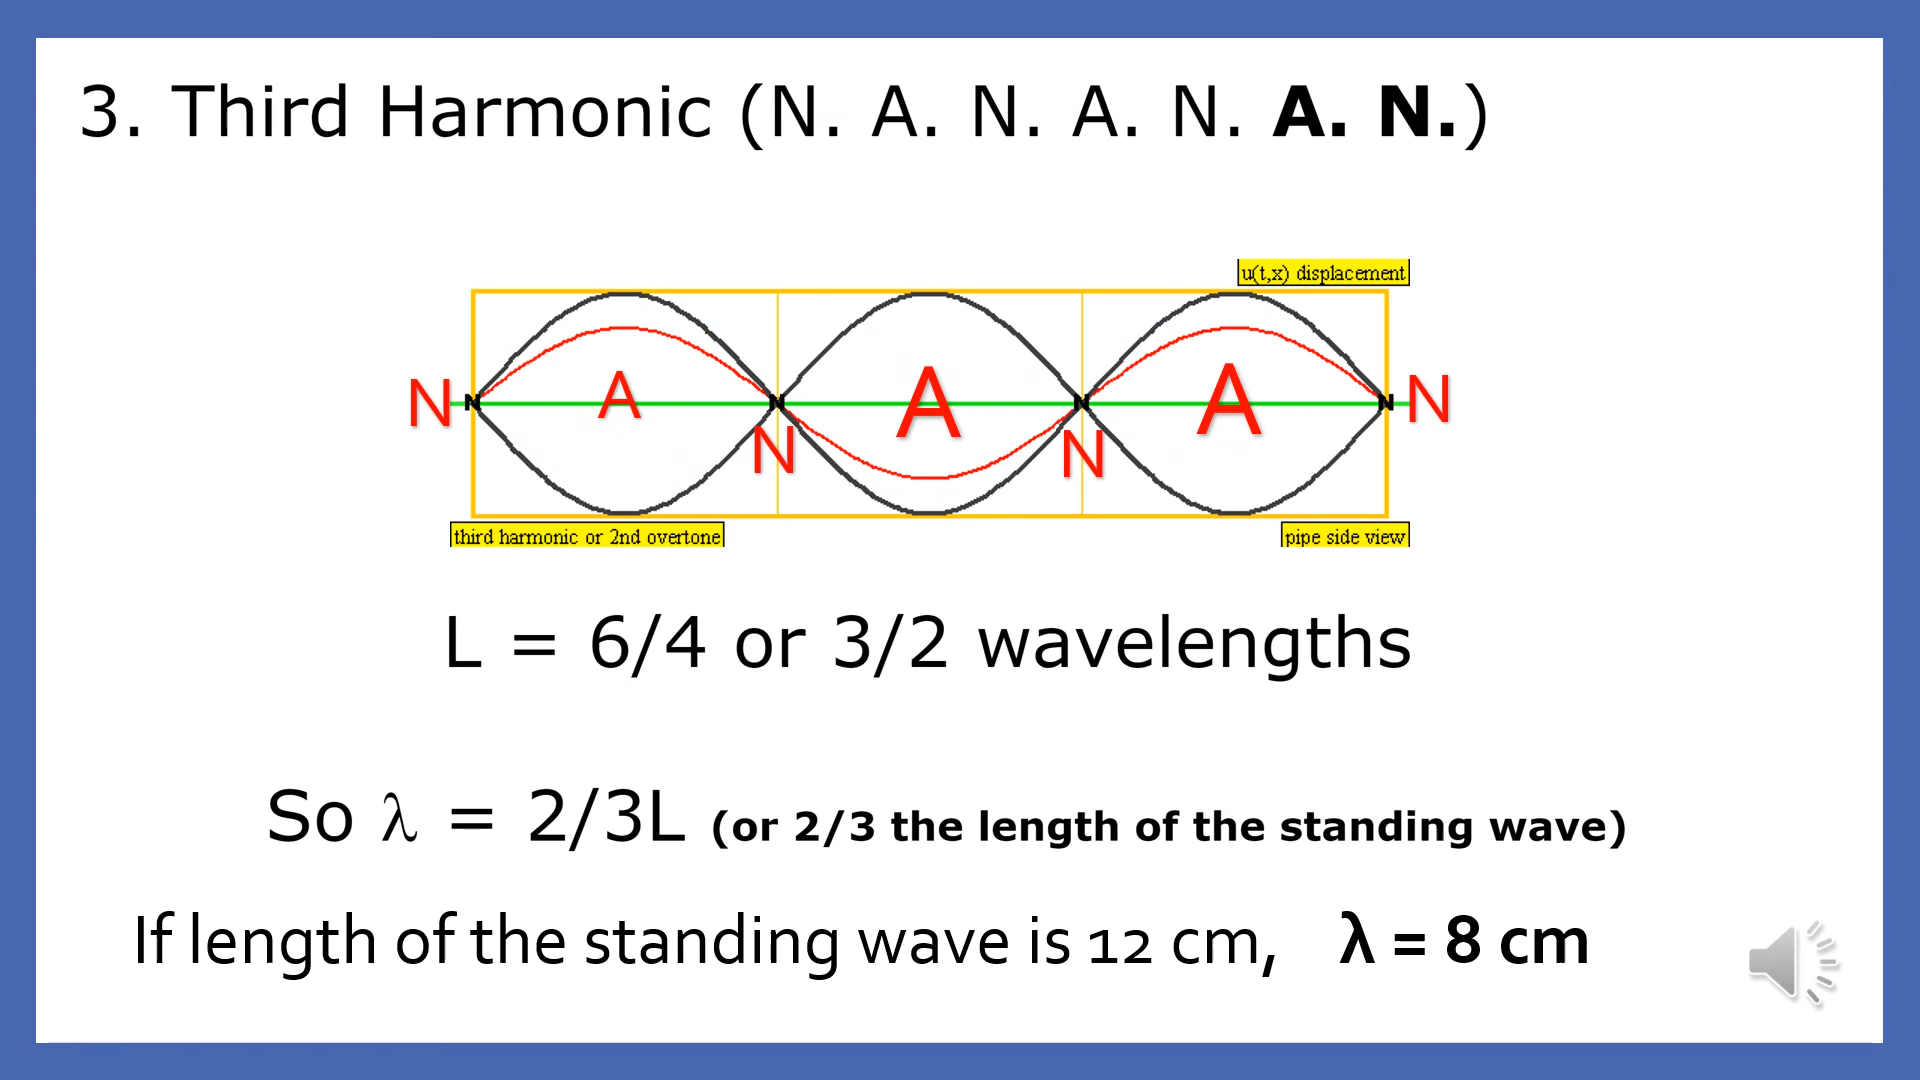 3. Third Harmonic (N. A. N. A. N. A. N.)
u(t,x) displacement
N N A N N A N N A N N
third harmonic or 2nd overtone
pipe side view
L = 6/4 or 3/2 wavelengths
So λ = 2/3L (or 2/3 the length of the standing wave)
If length of the standing wave is 12 cm, λ = 8 cm